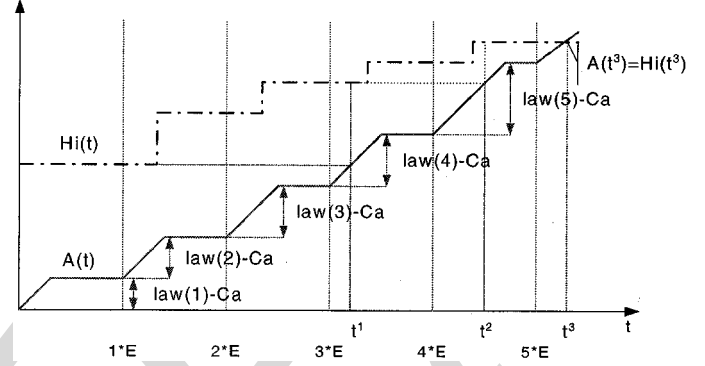 A(t³)=Hi(t³)
law(5)-Ca
Hi(t)
law(4)-Ca
law(3)-Ca
A(t)
law(2)-Ca
law(1)-Ca
t¹
t²
t³
t
1*E
2*E
3*E
4*E
5*E